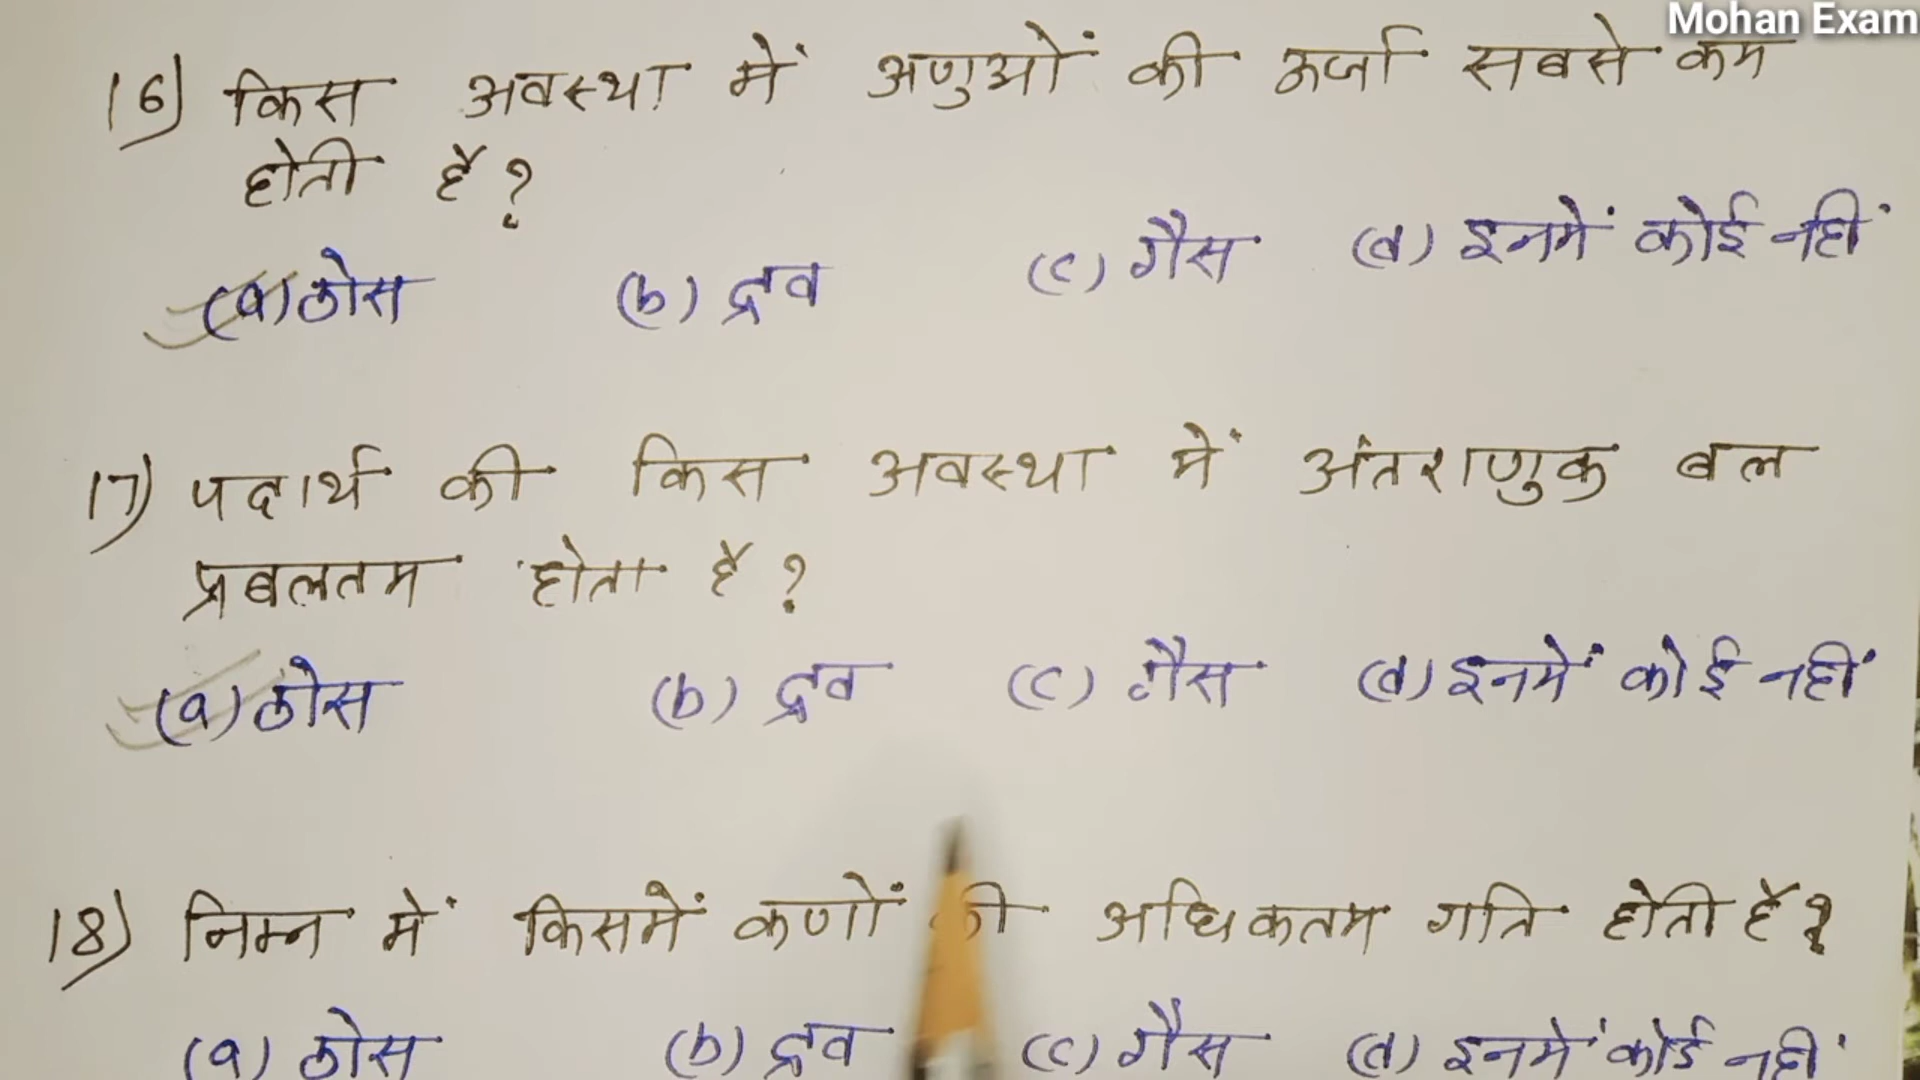 Mohan Exam
16) किस अवस्था में अणुओं की ऊर्जा सबसे कम
होती है?
(a) ठोस (b) द्रव (c) गैस (d) इनमें कोई नहीं
17) पदार्थ की किस अवस्था में अंतराणुक बल
प्रबलतम होता है?
(a) ठोस (b) द्रव (c) गैस (d) इनमें कोई नहीं
18) निम्न में किसमें कणों की अधिकतम गति होती है?
(a) ठोस (b) द्रव (c) गैस (d) इनमें कोई नहीं